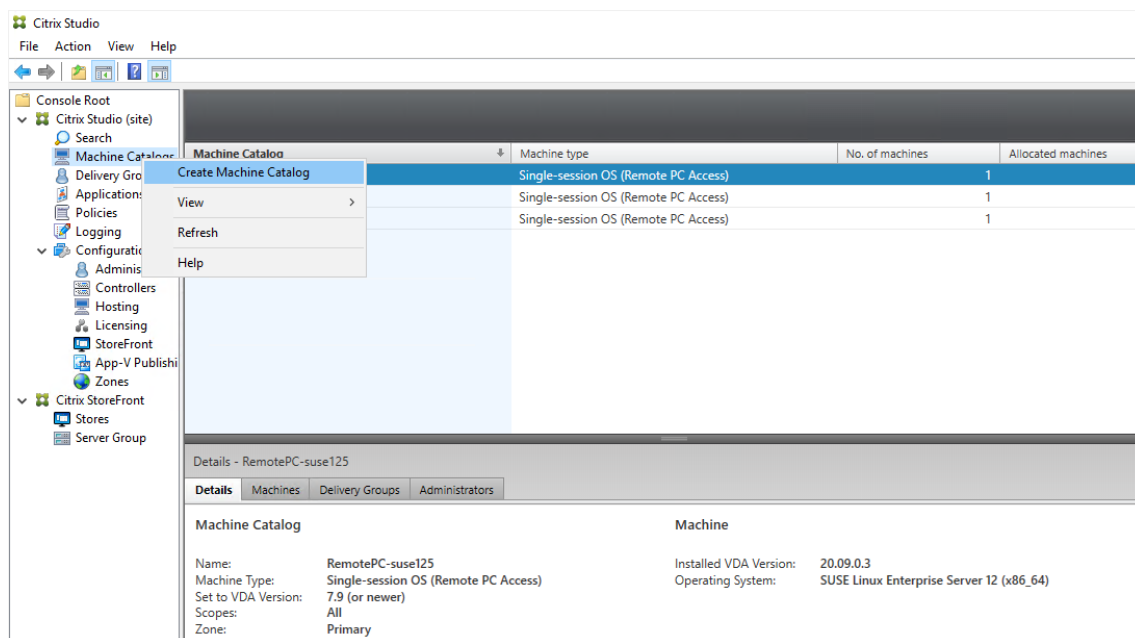 Citrix Studio
File Action View Help
Console Root
Citrix Studio (site)
Search
Machine Catalogs
Delivery Gro
Applications
Policies
Logging
Configuratio
Adminis
Controllers
Hosting
Licensing
StoreFront
App-V Publishi
Zones
Citrix StoreFront
Stores
Server Group
Create Machine Catalog
View
Refresh
Help
Machine Catalog Machine type No. of machines Allocated machines
Single-session OS (Remote PC Access) 1
Single-session OS (Remote PC Access) 1
Single-session OS (Remote PC Access) 1
Details - RemotePC-suse125
Details Machines Delivery Groups Administrators
Machine Catalog
Name: RemotePC-suse125
Machine Type: Single-session OS (Remote PC Access)
Set to VDA Version: 7.9 (or newer)
Scopes: All
Zone: Primary
Machine
Installed VDA Version: 20.09.0.3
Operating System: SUSE Linux Enterprise Server 12 (x86_64)